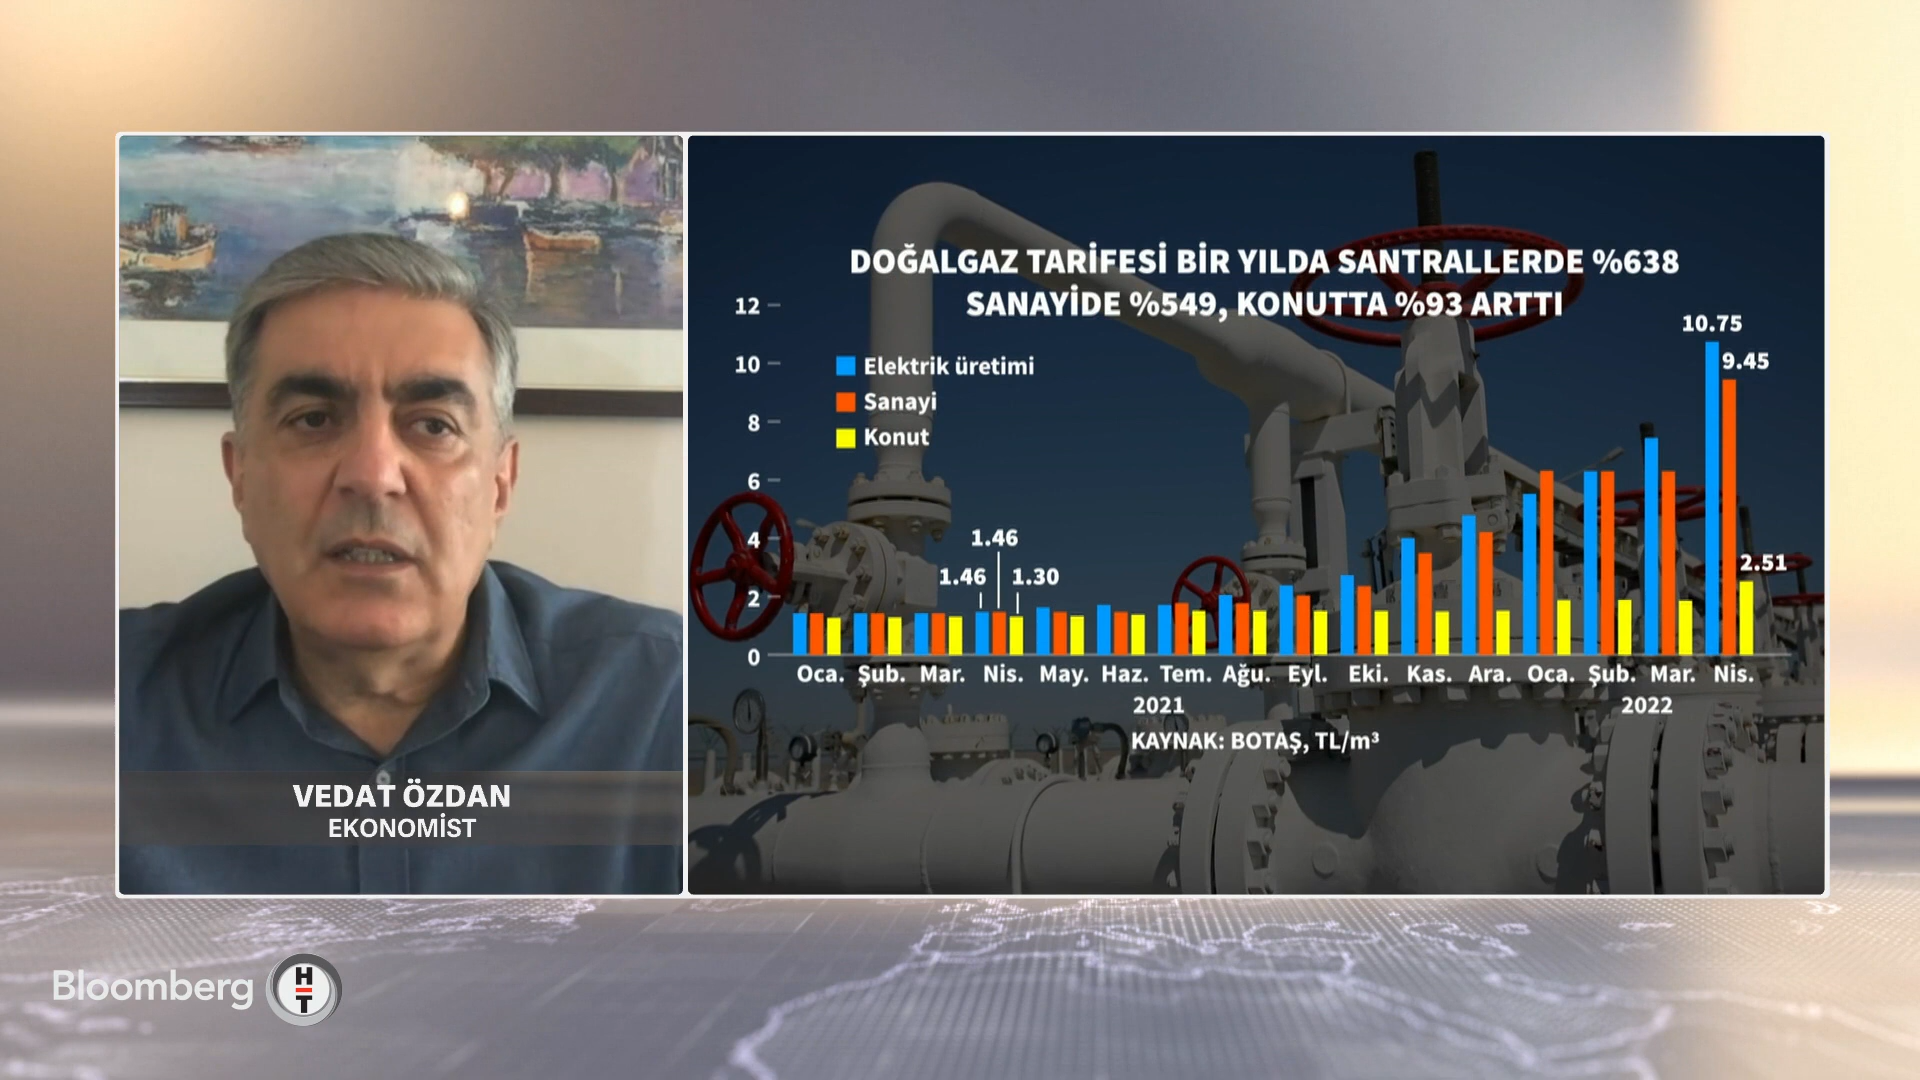 DOĞALGAZ TARİFESİ BİR YILDA SANTRALLERDE %638
SANAYİDE %549, KONUTTA %93 ARTTI
12
10
8
6
4
2
0
Elektrik üretimi
Sanayi
Konut
1.46
1.46
1.30
10.75
9.45
2.51
Oca. Şub. Mar. Nis. May. Haz. Tem. Ağu. Eyl. Eki. Kas. Ara. Oca. Şub. Mar. Nis.
2021 2022
KAYNAK: BOTAŞ, TL/m³
VEDAT ÖZDAN
EKONOMİST
Bloomberg HT